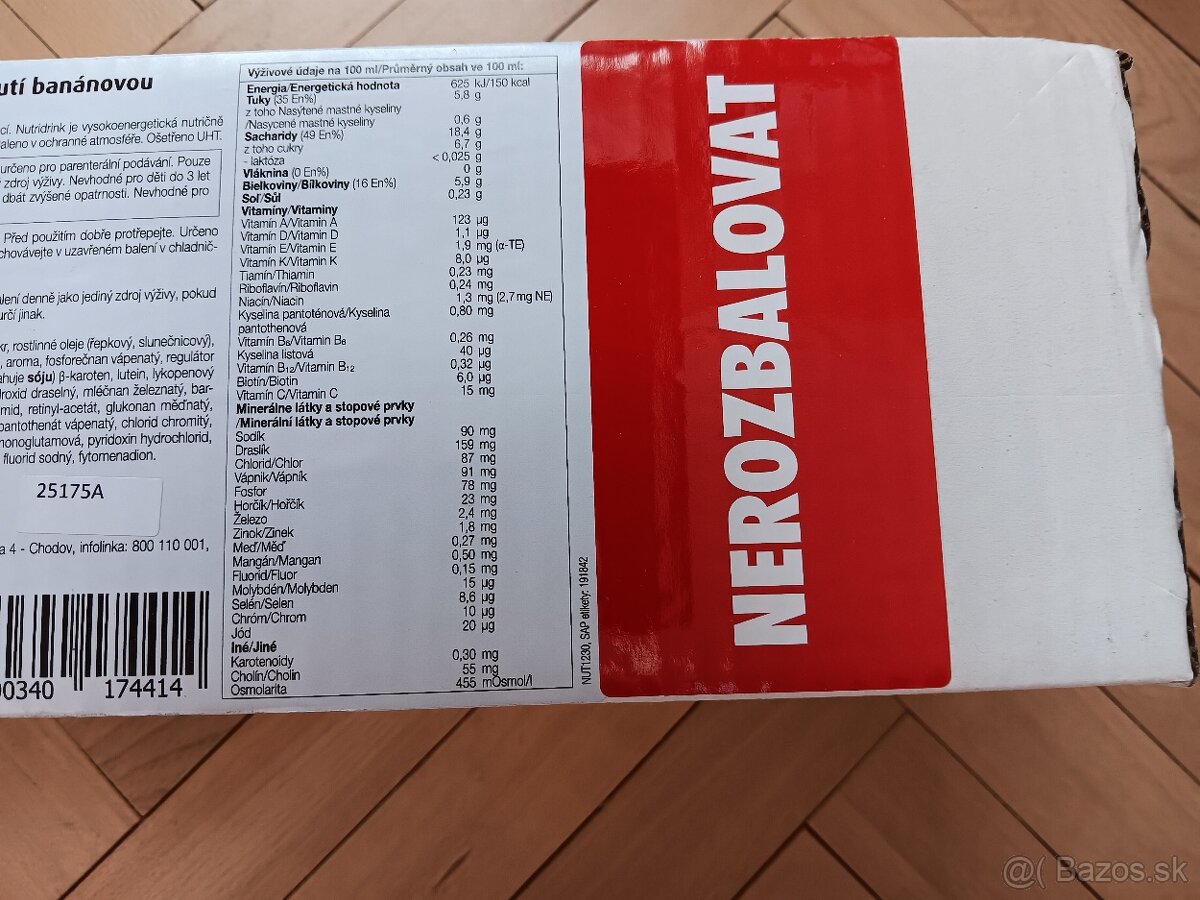 utí banánovou
cí. Nutridrink je vysokoenergetická nutričně
aleno v ochranné atmosféře. Ošetřeno UHT.
určeno pro parenterální podávání. Pouze
zdroj výživy. Nevhodné pro děti do 3 let
dbát zvýšené opatrnosti. Nevhodné pro
Před použitím dobře protřepejte. Určeno
chovávejte v uzavřeném balení v chladnič-
lení denně jako jediný zdroj výživy, pokud
určí jinak.
kr, rostlinné oleje (řepkový, slunečnicový),
, aroma, fosforečnan vápenatý, regulátor
ahuje sóju) β-karoten, lutein, lykopenový
droxid draselný, mléčnan železnatý, bar-
mid, retinyl-acetát, glukonan měďnatý,
pantothenát vápenatý, chlorid chromitý,
monoglutamová, pyridoxin hydrochlorid,
fluorid sodný, fytomenadion.
25175A
a 4 - Chodov, infolinka: 800 110 001,
00340 174414
Výživové údaje na 100 ml/Průměrný obsah ve 100 ml:
Energia/Energetická hodnota 625 kJ/150 kcal
Tuky (35 En%) 5,8 g
z toho Nasýtené mastné kyseliny
/Nasycené mastné kyseliny 0,6 g
Sacharidy (49 En%) 18,4 g
z toho cukry 6,7 g
- laktóza < 0,025 g
Vláknina (0 En%) 0 g
Bielkoviny/Bílkoviny (16 En%) 5,9 g
Soľ/Sůl 0,23 g
Vitamíny/Vitaminy
Vitamín A/Vitamin A 123 µg
Vitamín D/Vitamin D 1,1 µg
Vitamín E/Vitamin E 1,9 mg (α-TE)
Vitamín K/Vitamin K 8,0 µg
Tiamín/Thiamin 0,23 mg
Riboflavín/Riboflavin 0,24 mg
Niacín/Niacin 1,3 mg (2,7 mg NE)
Kyselina pantoténová/Kyselina 0,80 mg
pantothenová
Vitamín B₆/Vitamin B₆ 0,26 mg
Kyselina listová 40 µg
Vitamín B₁₂/Vitamin B₁₂ 0,32 µg
Biotín/Biotin 6,0 µg
Vitamín C/Vitamin C 15 mg
Minerálne látky a stopové prvky
/Minerální látky a stopové prvky
Sodík 90 mg
Draslík 159 mg
Chlorid/Chlor 87 mg
Vápnik/Vápník 91 mg
Fosfor 78 mg
Horčík/Hořčík 23 mg
Železo 2,4 mg
Zinok/Zinek 1,8 mg
Meď/Měď 0,27 mg
Mangán/Mangan 0,50 mg
Fluorid/Fluor 0,15 mg
Molybdén/Molybden 15 µg
Selén/Selen 8,6 µg
Chróm/Chrom 10 µg
Jód 20 µg
Iné/Jiné
Karotenoidy 0,30 mg
Cholín/Cholin 55 mg
Osmolarita 455 mOsmol/l
NUT1230, SAP etikety: 191842
NEROZBALOVAT
@( Bazos.sk